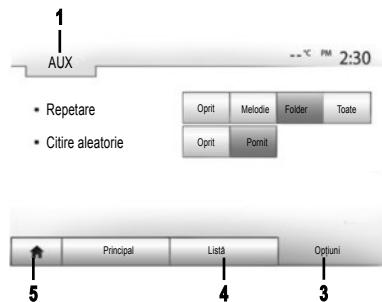 1
AUX
--°C PM 2:30
▪ Repetare Oprit Melodie Folder Toate
▪ Citire aleatorie Oprit Pornit
Principal Listă Opțiuni
5 4 3